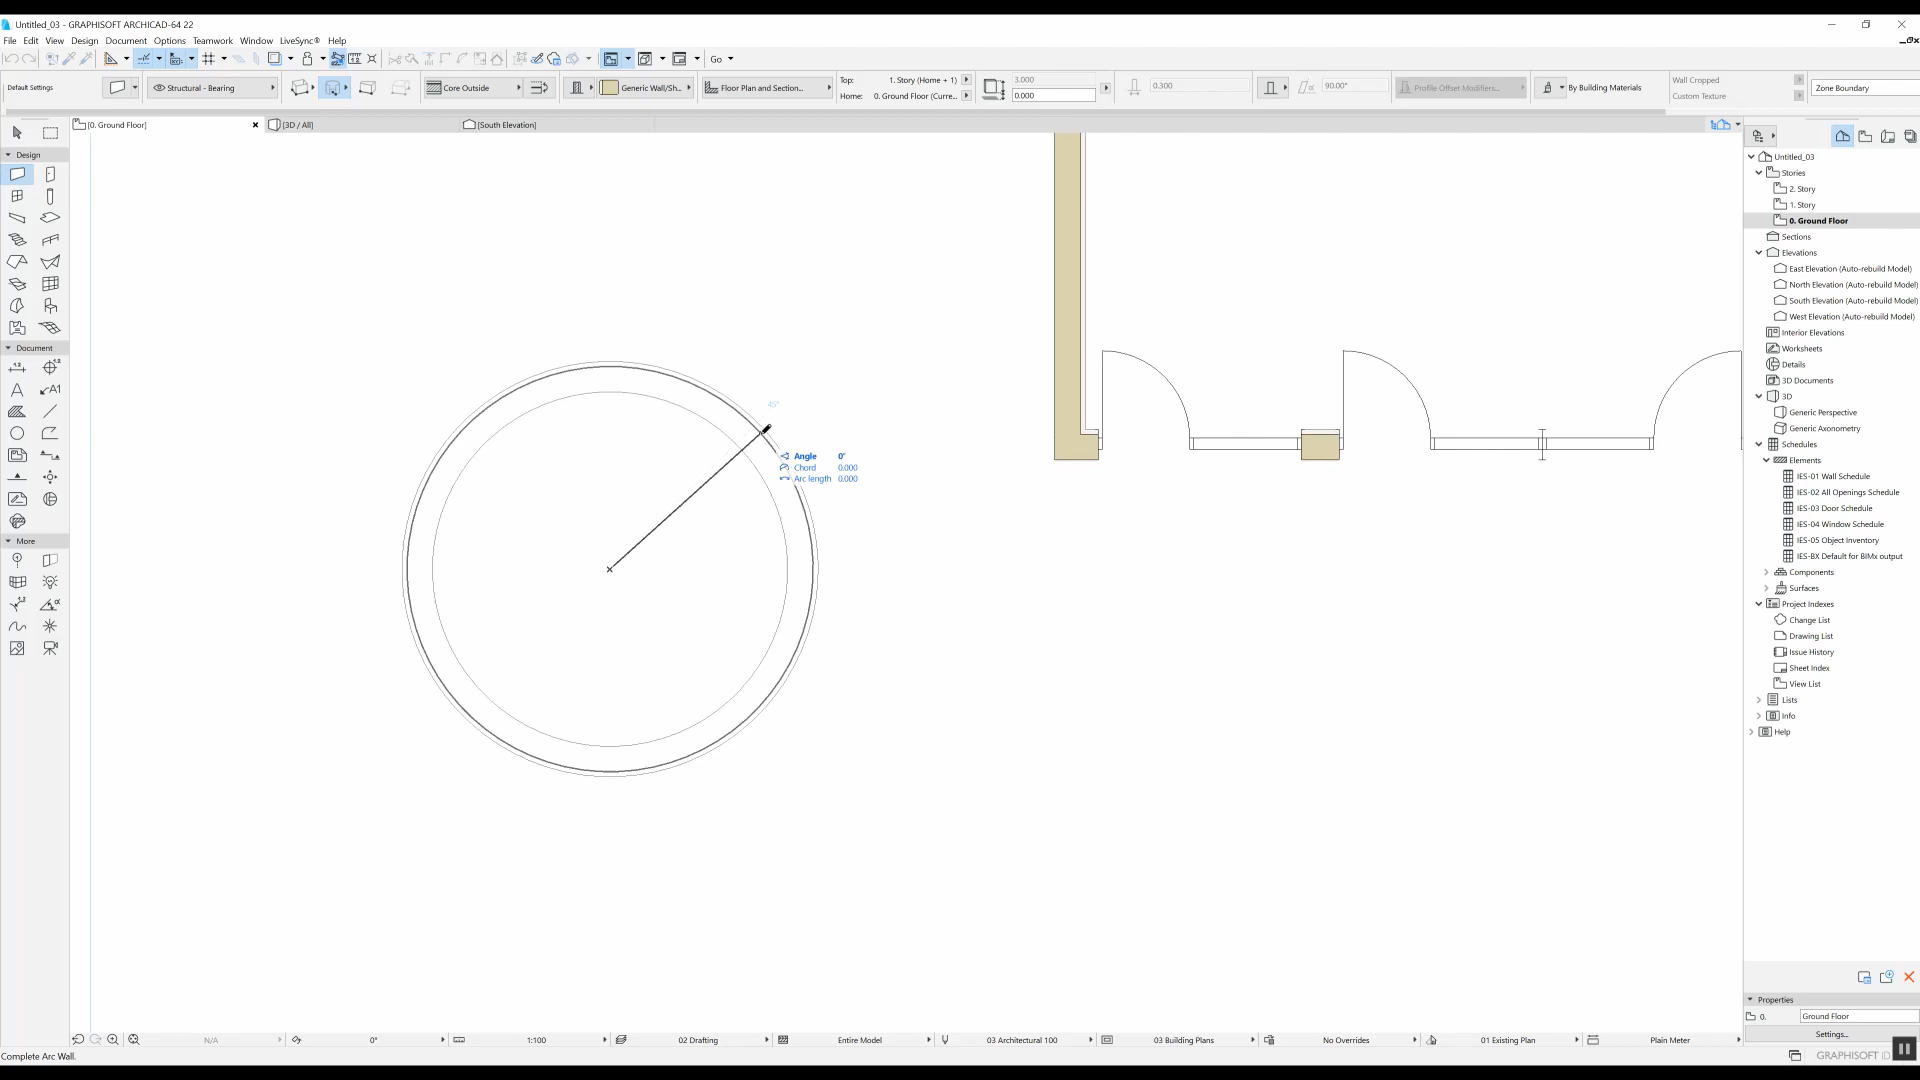 Untitled_03 - GRAPHISOFT ARCHICAD-64 22
File Edit View Design Document Options Teamwork Window LiveSync® Help
Go
Default Settings
Structural - Bearing
Core Outside
Generic Wall/Sh...
Floor Plan and Section...
Top: 1. Story (Home + 1)
Home: 0. Ground Floor (Curre...
3.000
0.000
0.300
90.00°
Profile Offset Modifiers...
By Building Materials
Wall Cropped
Custom Texture
Zone Boundary
[0. Ground Floor]
[3D / All]
[South Elevation]
Design
Document
A
A1
More
45°
Angle 0°
Chord 0.000
Arc length 0.000
Untitled_03
Stories
2. Story
1. Story
0. Ground Floor
Sections
Elevations
East Elevation (Auto-rebuild Model)
North Elevation (Auto-rebuild Model)
South Elevation (Auto-rebuild Model)
West Elevation (Auto-rebuild Model)
Interior Elevations
Worksheets
Details
3D Documents
3D
Generic Perspective
Generic Axonometry
Schedules
Elements
IES-01 Wall Schedule
IES-02 All Openings Schedule
IES-03 Door Schedule
IES-04 Window Schedule
IES-05 Object Inventory
IES-BX Default for BIMx output
Components
Surfaces
Project Indexes
Change List
Drawing List
Issue History
Sheet Index
View List
Lists
Info
Help
Properties
0. Ground Floor
Settings...
N/A
0°
1:100
02 Drafting
Entire Model
03 Architectural 100
03 Building Plans
No Overrides
01 Existing Plan
Plain Meter
Complete Arc Wall.
GRAPHISOFT ID